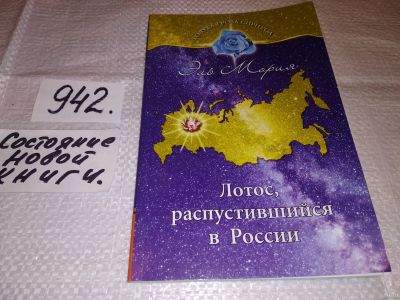 942.
Состояние
новой
книги.
Эль Мория
Лотос,
распустившийся
в России